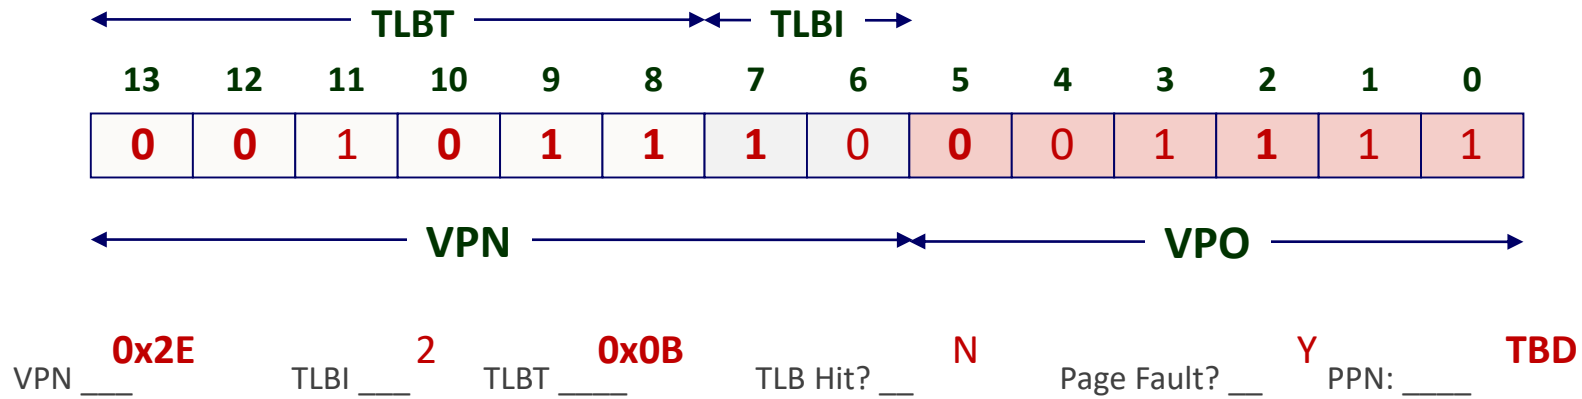 TLBT TLBI
13 12 11 10 9 8 7 6 5 4 3 2 1 0
0 0 1 0 1 1 1 0 0 0 1 1 1 1
VPN VPO
0x2E 2 0x0B N Y TBD
VPN ___ TLBI ___ TLBT ____ TLB Hit? __ Page Fault? __ PPN: ____